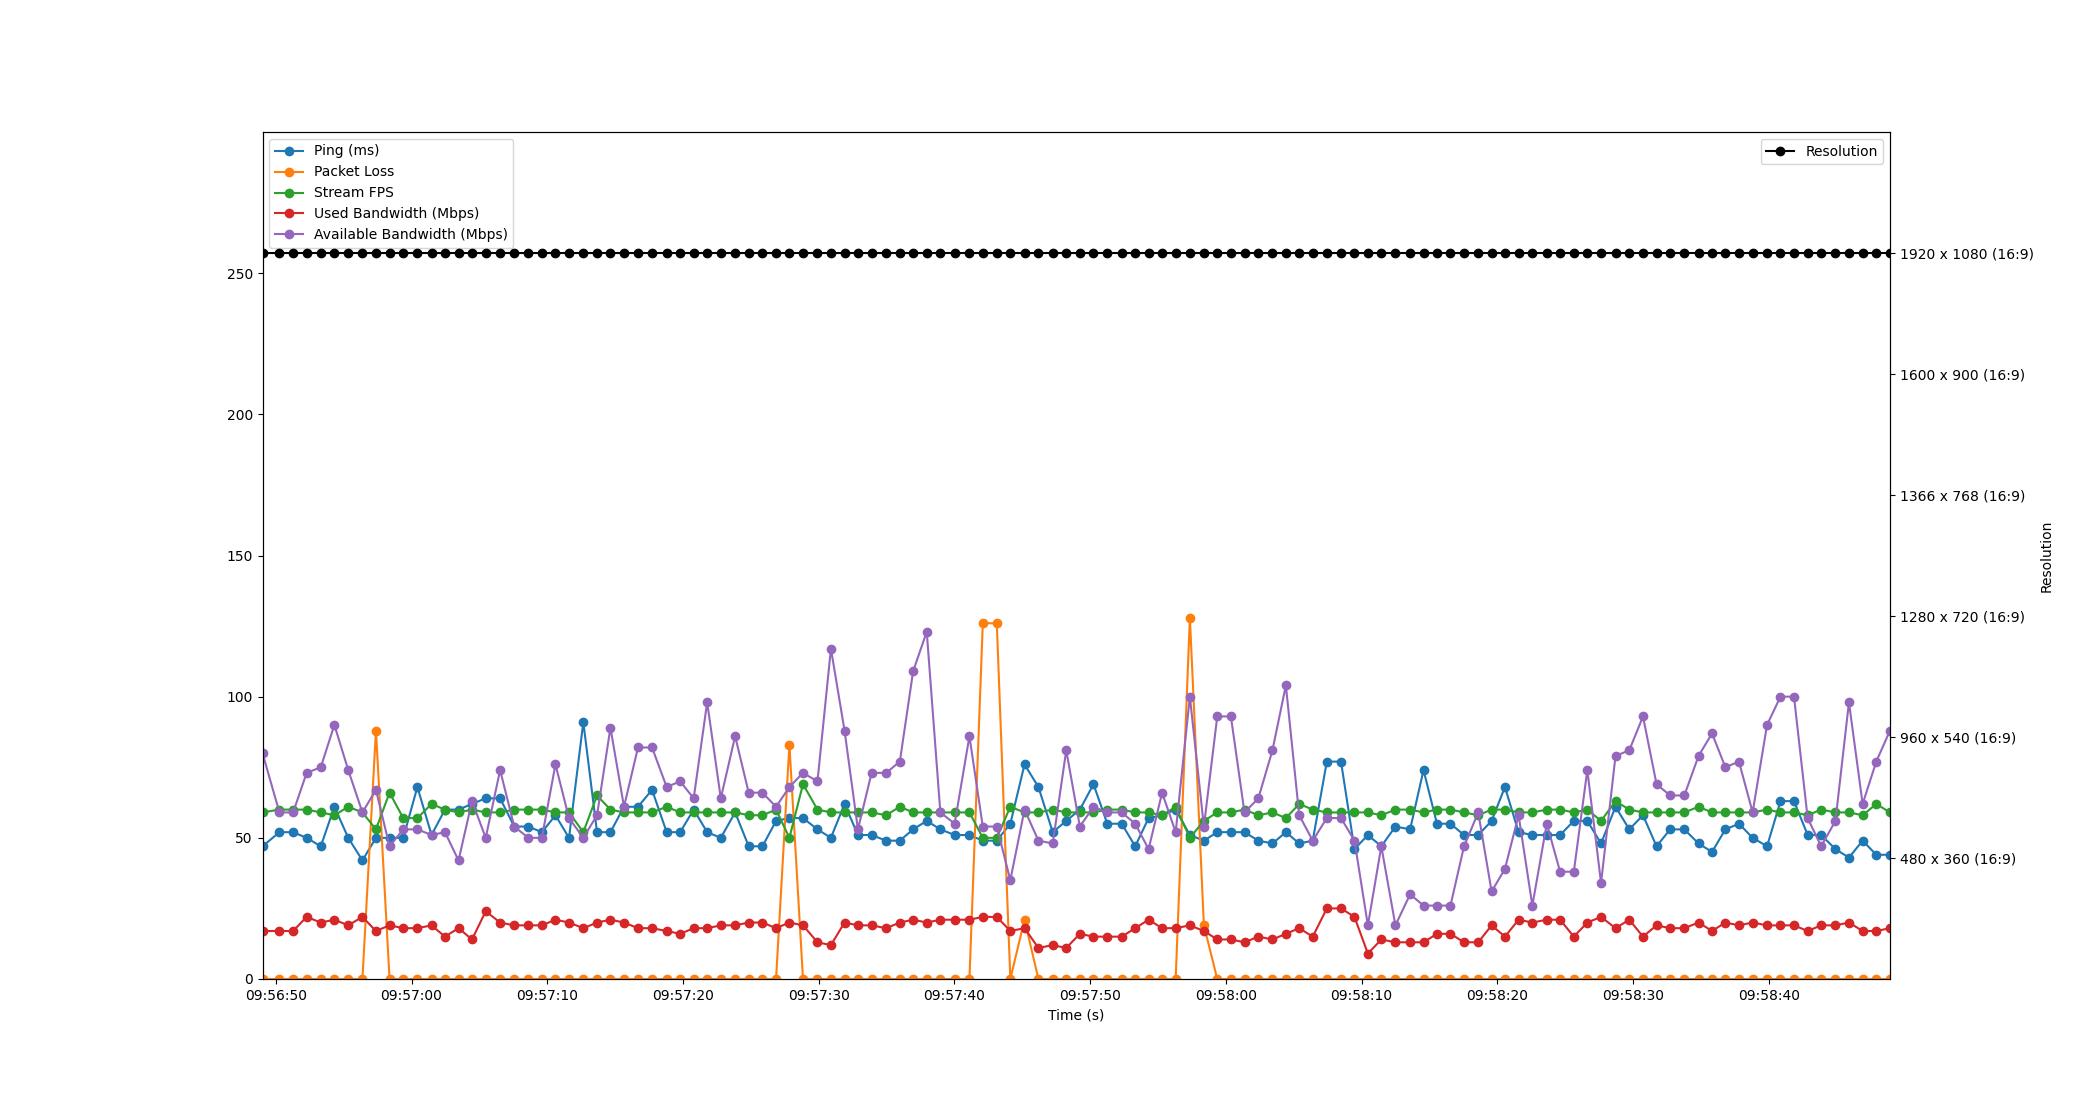 Ping (ms)
Packet Loss
Stream FPS
Used Bandwidth (Mbps)
Available Bandwidth (Mbps)
Resolution
250
200
150
100
50
0
1920 x 1080 (16:9)
1600 x 900 (16:9)
1366 x 768 (16:9)
1280 x 720 (16:9)
960 x 540 (16:9)
480 x 360 (16:9)
Resolution
09:56:50 09:57:00 09:57:10 09:57:20 09:57:30 09:57:40 09:57:50 09:58:00 09:58:10 09:58:20 09:58:30 09:58:40
Time (s)